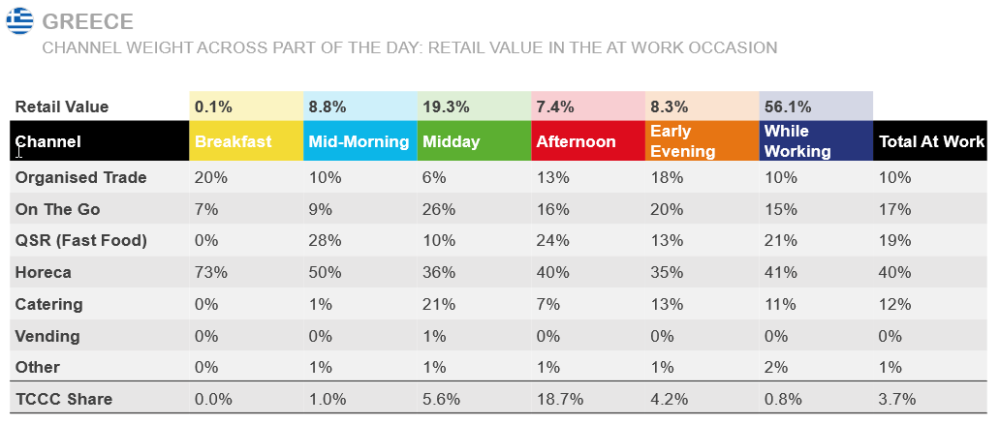 GREECE
CHANNEL WEIGHT ACROSS PART OF THE DAY: RETAIL VALUE IN THE AT WORK OCCASION
Retail Value 0.1% 8.8% 19.3% 7.4% 8.3% 56.1%
Channel Breakfast Mid-Morning Midday Afternoon Early Evening While Working Total At Work
Organised Trade 20% 10% 6% 13% 18% 10% 10%
On The Go 7% 9% 26% 16% 20% 15% 17%
QSR (Fast Food) 0% 28% 10% 24% 13% 21% 19%
Horeca 73% 50% 36% 40% 35% 41% 40%
Catering 0% 1% 21% 7% 13% 11% 12%
Vending 0% 0% 1% 0% 0% 0% 0%
Other 0% 1% 1% 1% 1% 2% 1%
TCCC Share 0.0% 1.0% 5.6% 18.7% 4.2% 0.8% 3.7%